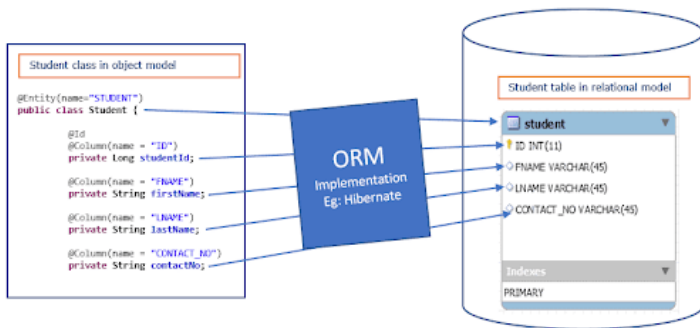 Student class in object model
@Entity(name="STUDENT")
public class Student {
@Id
@Column(name = "ID")
private Long studentId;
@Column(name = "FNAME")
private String firstName;
@Column(name = "LNAME")
private String lastName;
@Column(name = "CONTACT_NO")
private String contactNo;
ORM
Implementation
Eg: Hibernate
Student table in relational model
student
ID INT(11)
FNAME VARCHAR(45)
LNAME VARCHAR(45)
CONTACT_NO VARCHAR(45)
Indexes
PRIMARY